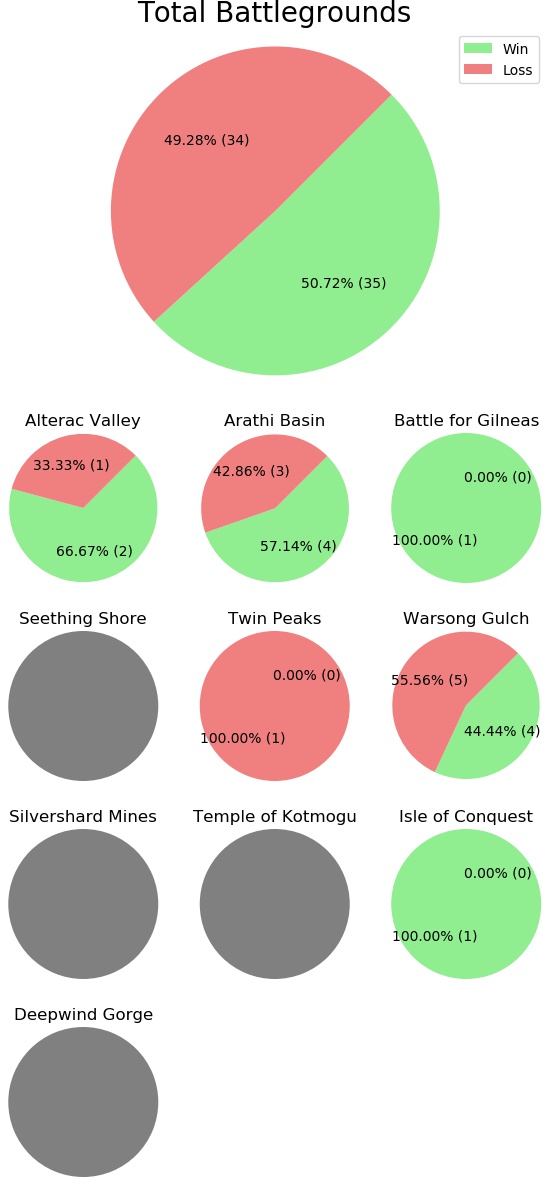 Total Battlegrounds
Win
Loss
49.28% (34)
50.72% (35)
Alterac Valley
Arathi Basin
Battle for Gilneas
33.33% (1)
66.67% (2)
42.86% (3)
57.14% (4)
0.00% (0)
100.00% (1)
Seething Shore
Twin Peaks
Warsong Gulch
0.00% (0)
100.00% (1)
55.56% (5)
44.44% (4)
Silvershard Mines
Temple of Kotmogu
Isle of Conquest
0.00% (0)
100.00% (1)
Deepwind Gorge